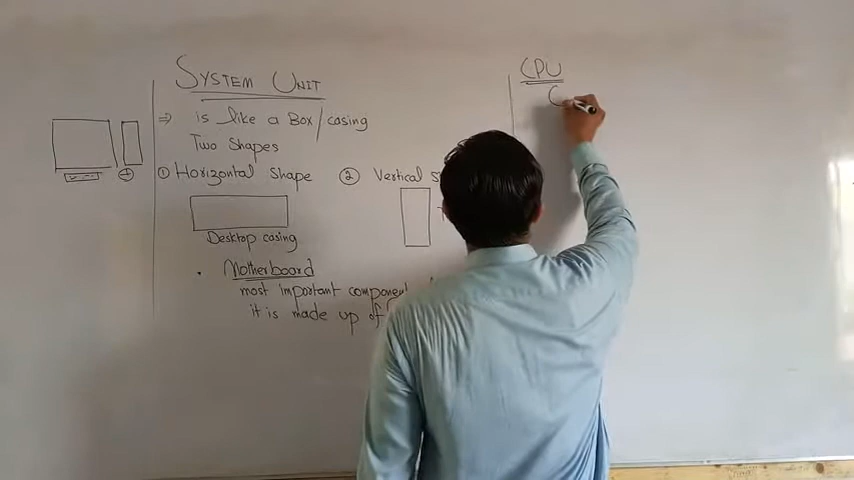 SYSTEM UNIT
⇒ is like a Box/casing
Two Shapes
① Horizontal Shape ② Vertical
Desktop casing
• Motherboard
most important component
it is made up of
CPU
C